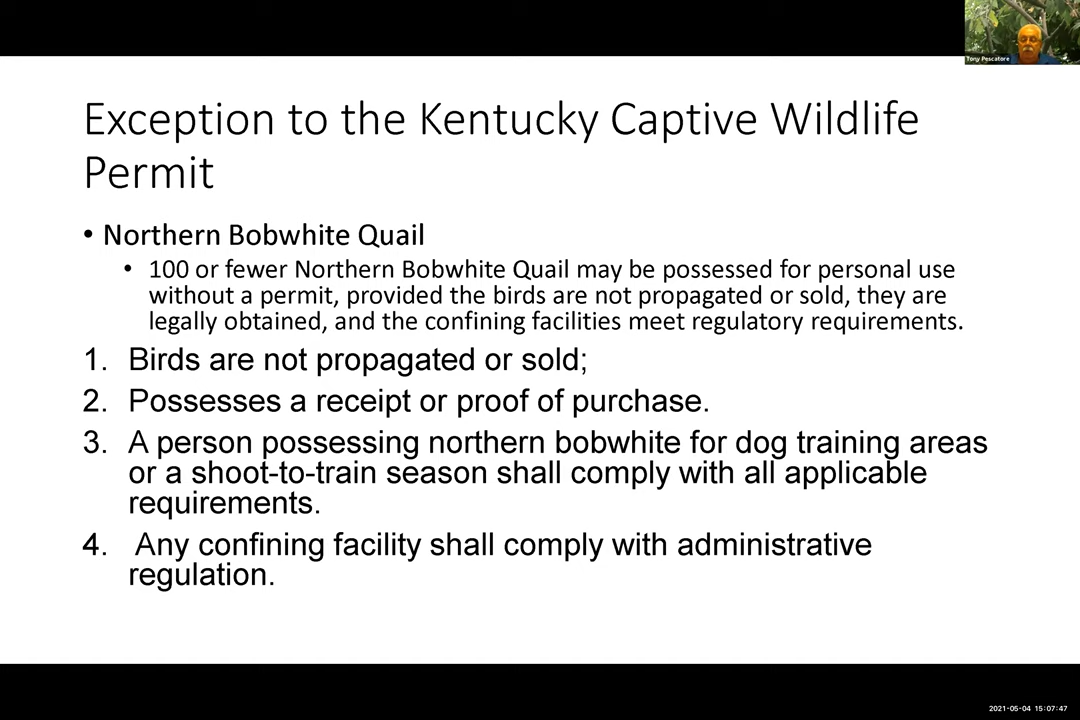 Tony Pescatore
Exception to the Kentucky Captive Wildlife
Permit
• Northern Bobwhite Quail
• 100 or fewer Northern Bobwhite Quail may be possessed for personal use
without a permit, provided the birds are not propagated or sold, they are
legally obtained, and the confining facilities meet regulatory requirements.
1. Birds are not propagated or sold;
2. Possesses a receipt or proof of purchase.
3. A person possessing northern bobwhite for dog training areas
or a shoot-to-train season shall comply with all applicable
requirements.
4. Any confining facility shall comply with administrative
regulation.
2021-05-04 15:07:47